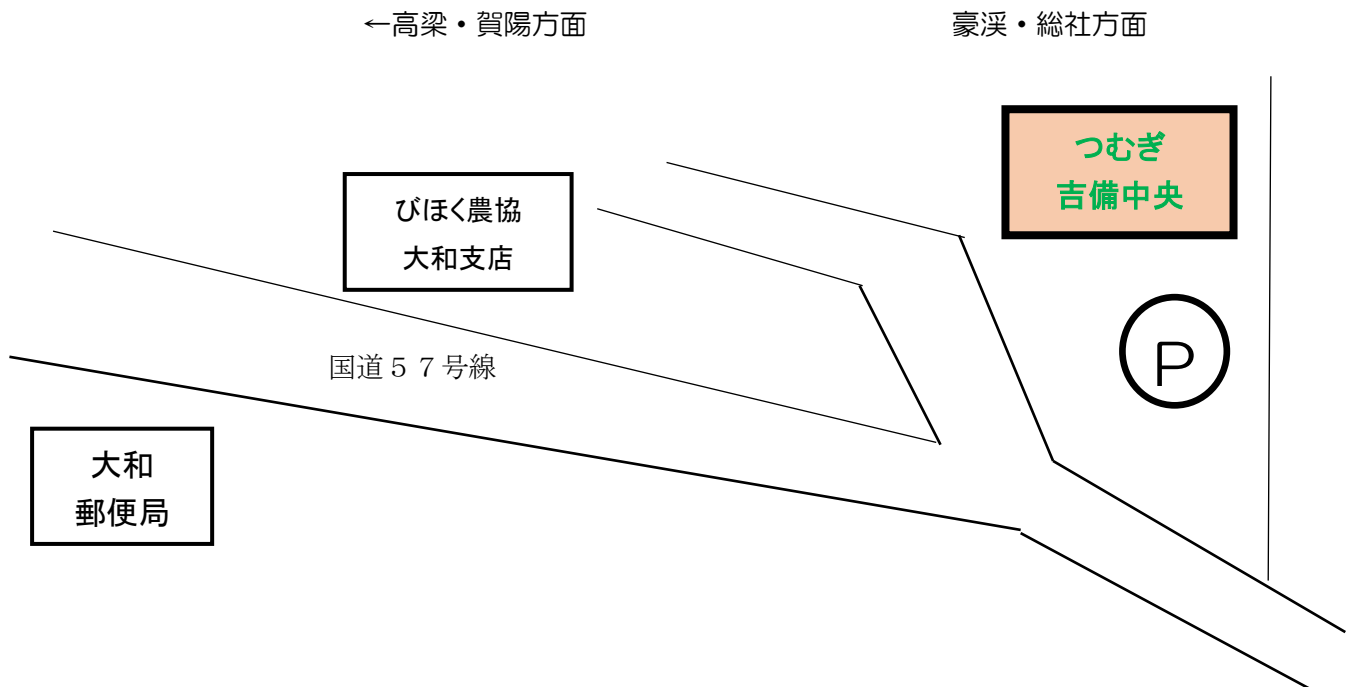 ←高梁・賀陽方面
豪渓・総社方面
つむぎ
吉備中央
びほく農協
大和支店
国道５７号線
P
大和
郵便局